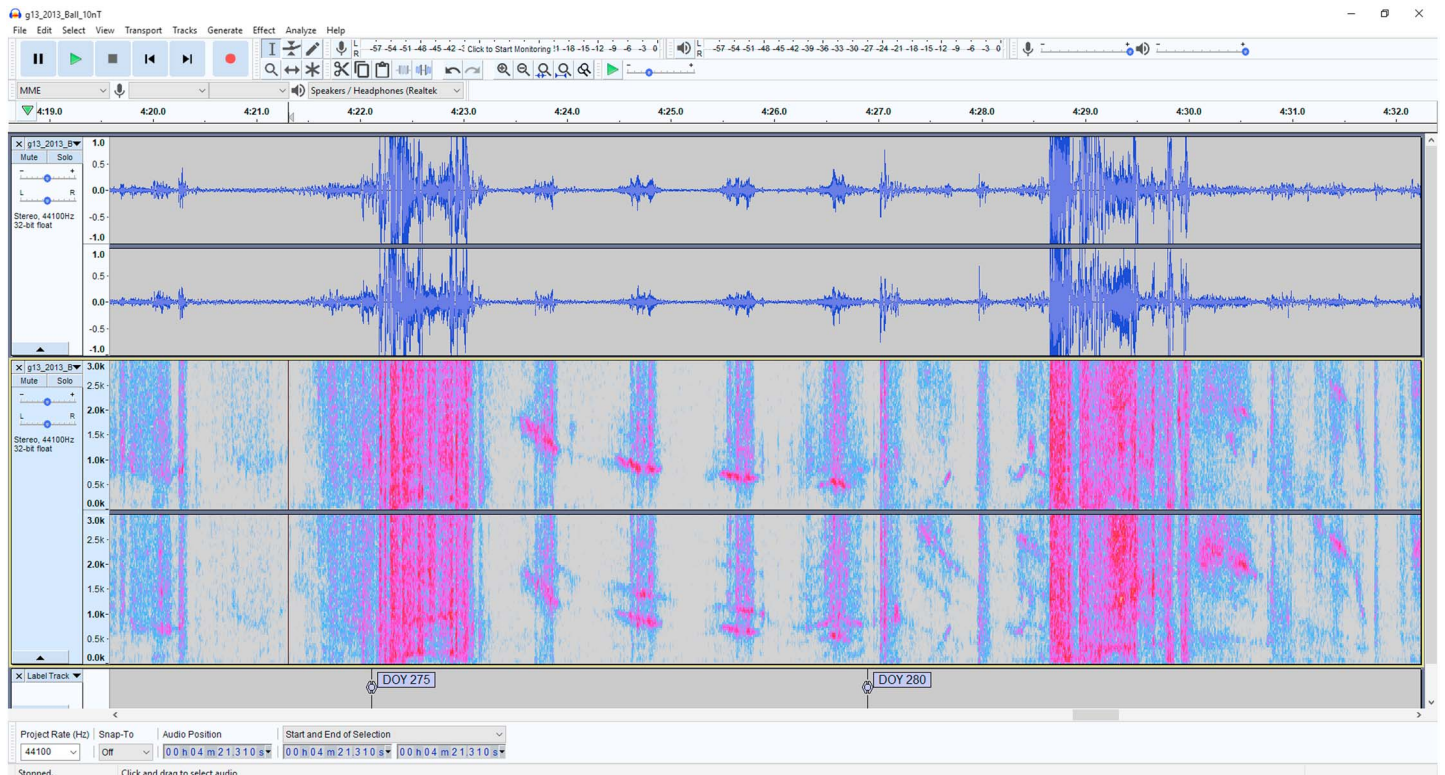 g13_2013_Ball_10nT
File Edit Select View Transport Tracks Generate Effect Analyze Help
L R -57 -54 -51 -48 -45 -42 -3 Click to Start Monitoring !1 -18 -15 -12 -9 -6 -3 0
L R -57 -54 -51 -48 -45 -42 -39 -36 -33 -30 -27 -24 -21 -18 -15 -12 -9 -6 -3 0
MME Speakers / Headphones (Realtek
4:19.0 4:20.0 4:21.0 4:22.0 4:23.0 4:24.0 4:25.0 4:26.0 4:27.0 4:28.0 4:29.0 4:30.0 4:31.0 4:32.0
× g13_2013_B
Mute Solo
- +
L R
Stereo, 44100Hz
32-bit float
1.0
0.5
0.0
-0.5
-1.0
1.0
0.5
0.0
-0.5
-1.0
× g13_2013_B
Mute Solo
- +
L R
Stereo, 44100Hz
32-bit float
3.0k
2.5k
2.0k
1.5k
1.0k
0.5k
0.0k
3.0k
2.5k
2.0k
1.5k
1.0k
0.5k
0.0k
× Label Track
DOY 275 DOY 280
Project Rate (Hz) Snap-To Audio Position Start and End of Selection
44100 Off 00 h 04 m 21.310 s 00 h 04 m 21.310 s 00 h 04 m 21.310 s
Stopped. Click and drag to select audio